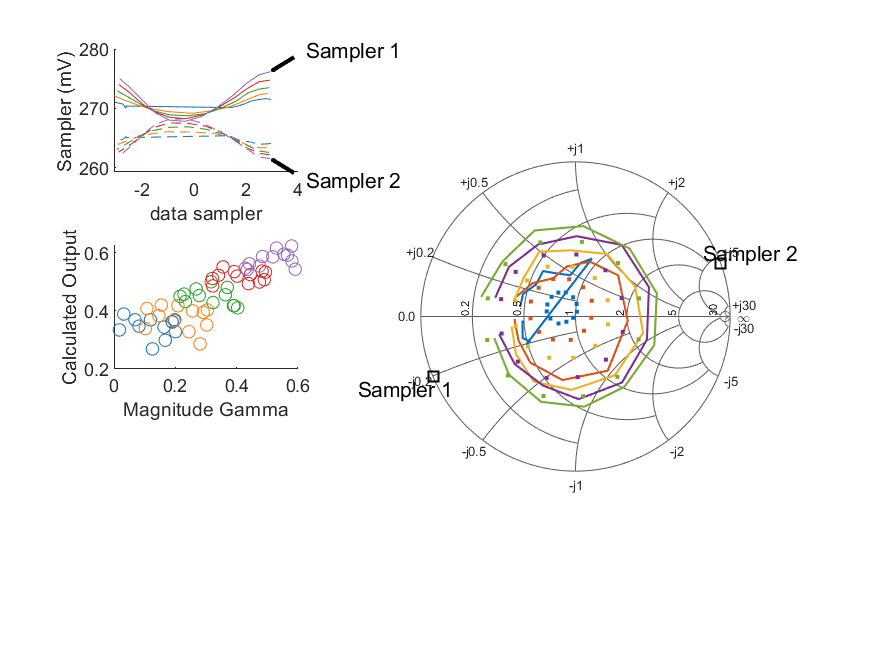 280
270
260
Sampler (mV)
-2
0
2
4
data sampler
Sampler 1
Sampler 2
0.6
0.4
0.2
Calculated Output
0
0.2
0.4
0.6
Magnitude Gamma
+j1
+j0.5
+j2
+j0.2
Sampler 2
0.0
0.2
0.5
1
2
5
30
+j30
∞
-j30
-j0.2
Sampler 1
-j5
-j0.5
-j2
-j1